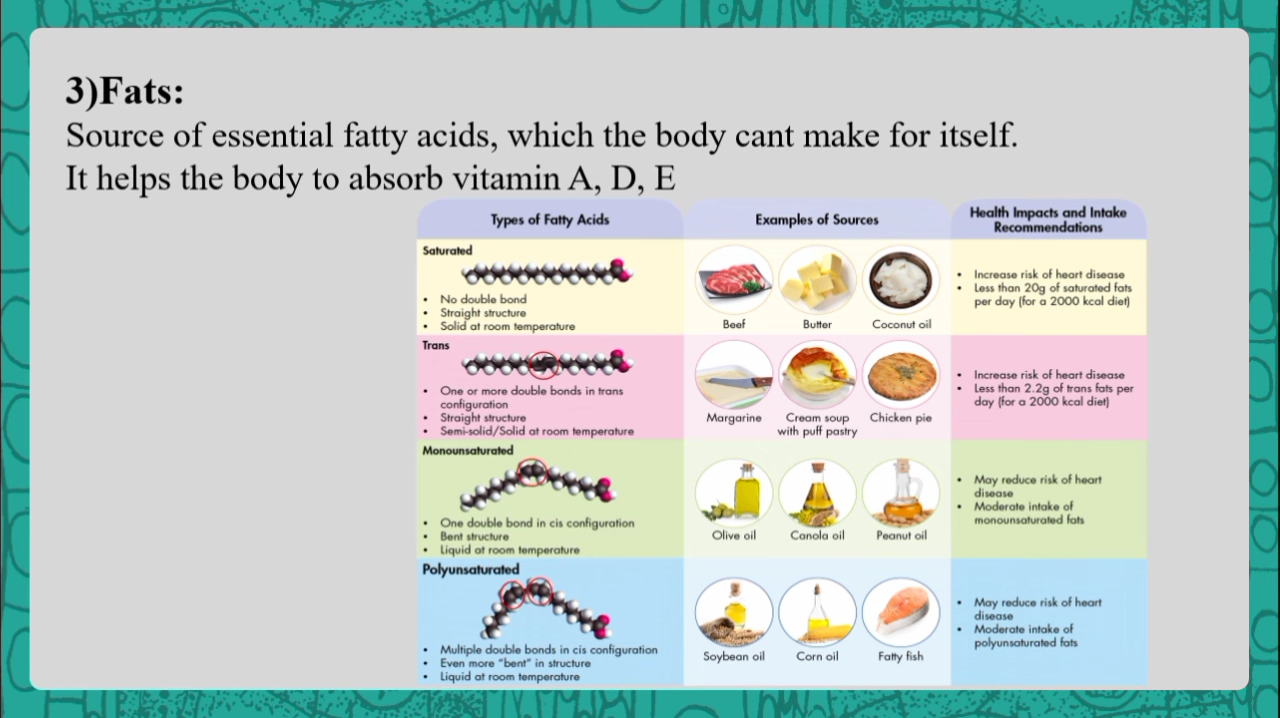 3)Fats:
Source of essential fatty acids, which the body cant make for itself.
It helps the body to absorb vitamin A, D, E
Types of Fatty Acids
Examples of Sources
Health Impacts and Intake
Recommendations
Saturated
• No double bond
• Straight structure
• Solid at room temperature
Beef
Butter
Coconut oil
• Increase risk of heart disease
• Less than 20g of saturated fats
per day (for a 2000 kcal diet)
Trans
• One or more double bonds in trans
configuration
• Straight structure
• Semi-solid/Solid at room temperature
Margarine
Cream soup
with puff pastry
Chicken pie
• Increase risk of heart disease
• Less than 2.2g of trans fats per
day (for a 2000 kcal diet)
Monounsaturated
• One double bond in cis configuration
• Bent structure
• Liquid at room temperature
Olive oil
Canola oil
Peanut oil
• May reduce risk of heart
disease
• Moderate intake of
monounsaturated fats
Polyunsaturated
• Multiple double bonds in cis configuration
• Even more “bent” in structure
• Liquid at room temperature
Soybean oil
Corn oil
Fatty fish
• May reduce risk of heart
disease
• Moderate intake of
polyunsaturated fats